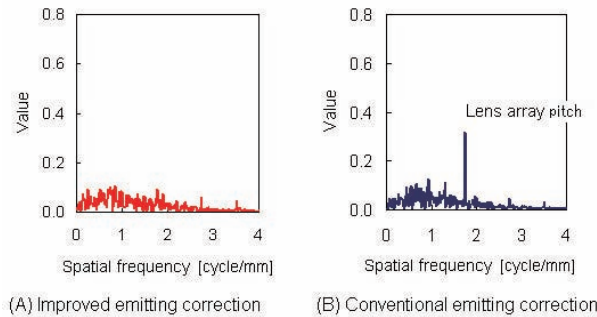 0.8
0.6
0.4
0.2
0.0
Value
0 1 2 3 4
Spatial frequency [cycle/mm]
(A) Improved emitting correction
0.8
0.6
0.4
0.2
0.0
Value
Lens array pitch
0 1 2 3 4
Spatial frequency [cycle/mm]
(B) Conventional emitting correction